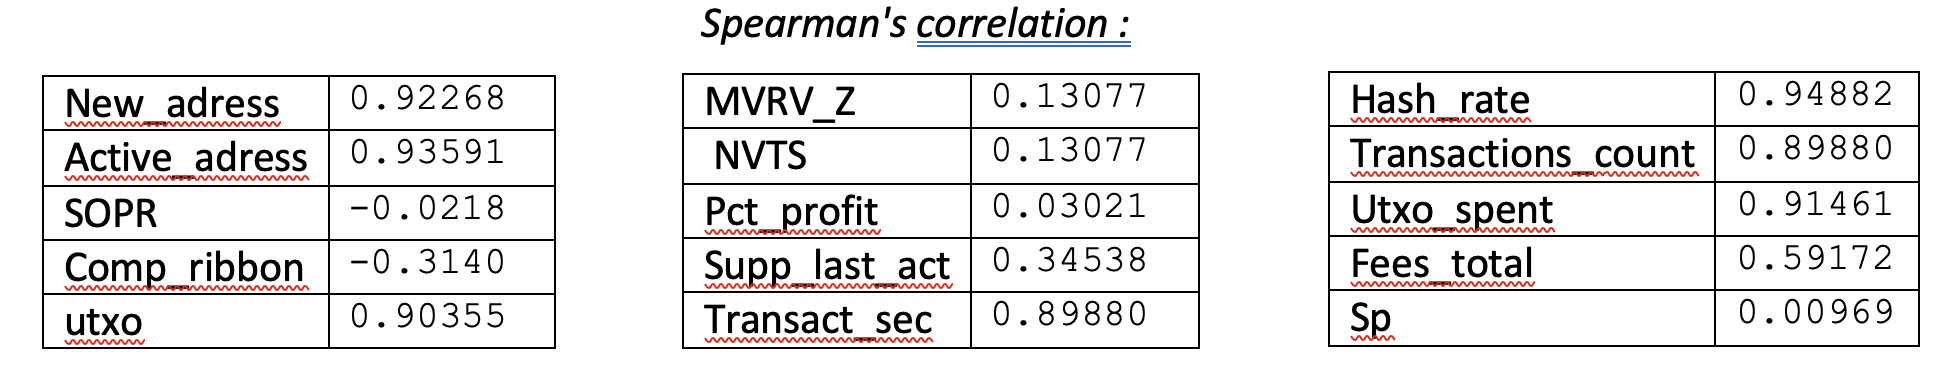 Spearman's correlation :
New_adress 0.92268
Active_adress 0.93591
SOPR -0.0218
Comp_ribbon -0.3140
utxo 0.90355
MVRV_Z 0.13077
NVTS 0.13077
Pct_profit 0.03021
Supp_last_act 0.34538
Transact_sec 0.89880
Hash_rate 0.94882
Transactions_count 0.89880
Utxo_spent 0.91461
Fees_total 0.59172
Sp 0.00969